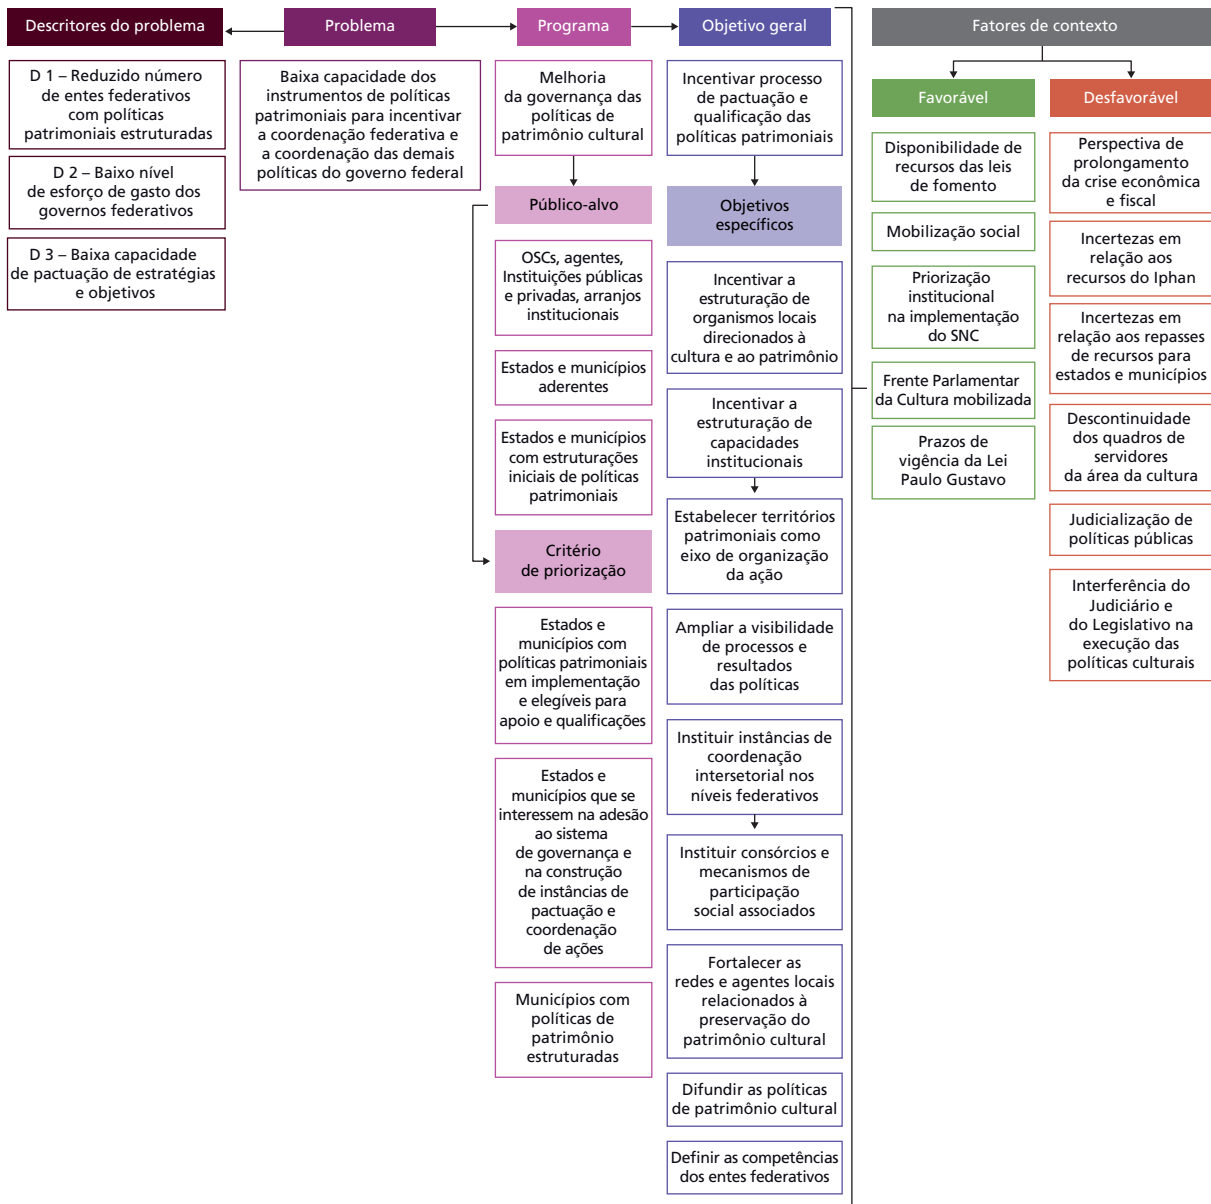 Descritores do problema
D 1 – Reduzido número
de entes federativos
com políticas
patrimoniais estruturadas
D 2 – Baixo nível
de esforço de gasto dos
governos federativos
D 3 – Baixa capacidade
de pactuação de estratégias
e objetivos
Problema
Baixa capacidade dos
instrumentos de políticas
patrimoniais para incentivar
a coordenação federativa e
a coordenação das demais
políticas do governo federal
Programa
Melhoria
da governança das
políticas de
patrimônio cultural
Público-alvo
OSCs, agentes,
Instituições públicas
e privadas, arranjos
institucionais
Estados e municípios
aderentes
Estados e municípios
com estruturações
iniciais de políticas
patrimoniais
Critério
de priorização
Estados e
municípios com
políticas patrimoniais
em implementação
e elegíveis para
apoio e qualificações
Estados e
municípios que se
interessem na adesão
ao sistema
de governança e
na construção
de instâncias de
pactuação e
coordenação
de ações
Municípios com
políticas de
patrimônio
estruturadas
Objetivo geral
Incentivar processo
de pactuação e
qualificação das
políticas patrimoniais
Objetivos
específicos
Incentivar a
estruturação de
organismos locais
direcionados à
cultura e ao patrimônio
Incentivar a
estruturação de
capacidades
institucionais
Estabelecer territórios
patrimoniais como
eixo de organização
da ação
Ampliar a visibilidade
de processos e
resultados
das políticas
Instituir instâncias de
coordenação
intersetorial nos
níveis federativos
Instituir consórcios e
mecanismos de
participação
social associados
Fortalecer as
redes e agentes locais
relacionados à
preservação do
patrimônio cultural
Difundir as políticas
de patrimônio cultural
Definir as competências
dos entes federativos
Fatores de contexto
Favorável
Disponibilidade de
recursos das leis
de fomento
Mobilização social
Priorização
institucional
na implementação
do SNC
Frente Parlamentar
da Cultura mobilizada
Prazos de
vigência da Lei
Paulo Gustavo
Desfavorável
Perspectiva de
prolongamento
da crise econômica
e fiscal
Incertezas em
relação aos
recursos do Iphan
Incertezas em
relação aos repasses
de recursos para
estados e municípios
Descontinuidade
dos quadros de
servidores
da área da cultura
Judicialização de
políticas públicas
Interferência do
Judiciário e
do Legislativo na
execução das
políticas culturais